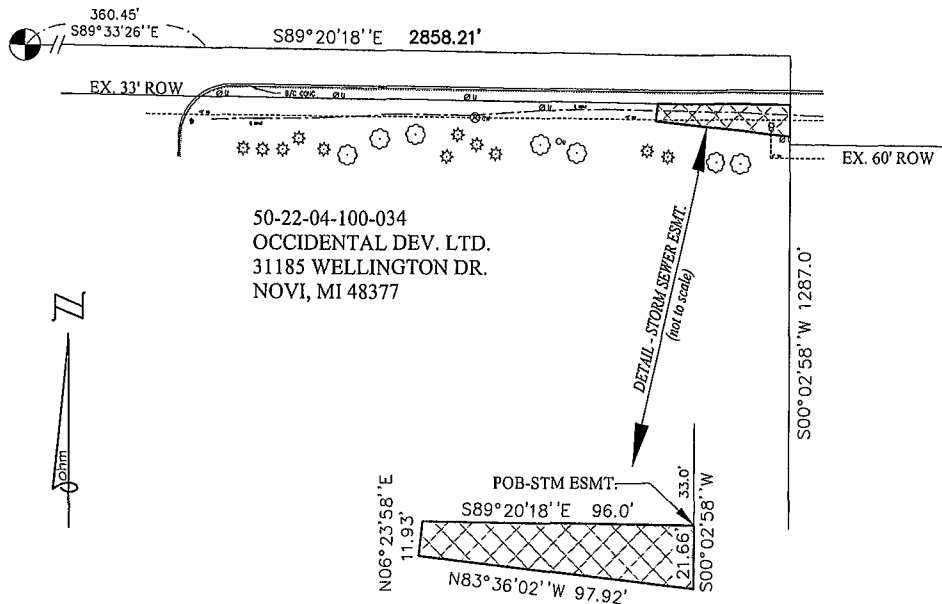 360.45'
S89°33'26''E
S89°20'18''E 2858.21'
EX. 33' ROW
B/C CONC.
EX. 60' ROW
50-22-04-100-034
OCCIDENTAL DEV. LTD.
31185 WELLINGTON DR.
NOVI, MI 48377
DETAIL - STORM SEWER ESMT.
(not to scale)
S00°02'58''W 1287.0'
N
Ohm
POB-STM ESMT.
S89°20'18''E 96.0'
33.0'
N06°23'58''E
11.93'
21.66'
S00°02'58''W
N83°36'02''W 97.92'